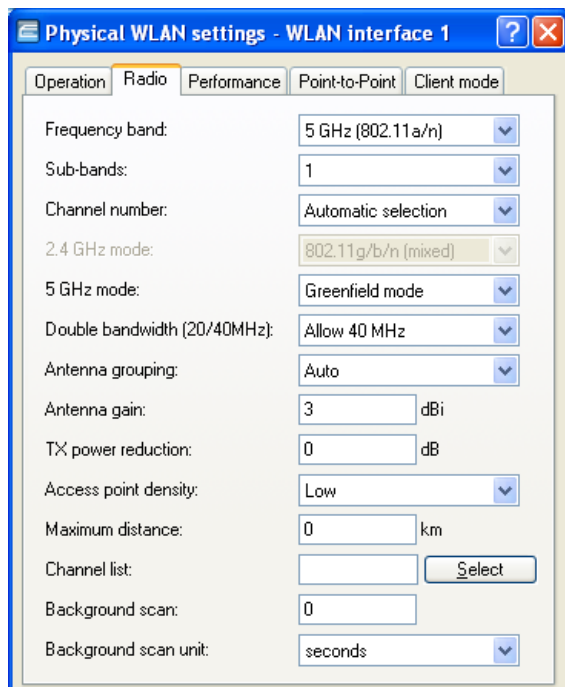 Physical WLAN settings - WLAN interface 1
Operation Radio Performance Point-to-Point Client mode
Frequency band: 5 GHz (802.11a/n)
Sub-bands: 1
Channel number: Automatic selection
2.4 GHz mode: 802.11g/b/n (mixed)
5 GHz mode: Greenfield mode
Double bandwidth (20/40MHz): Allow 40 MHz
Antenna grouping: Auto
Antenna gain: 3 dBi
TX power reduction: 0 dB
Access point density: Low
Maximum distance: 0 km
Channel list: Select
Background scan: 0
Background scan unit: seconds